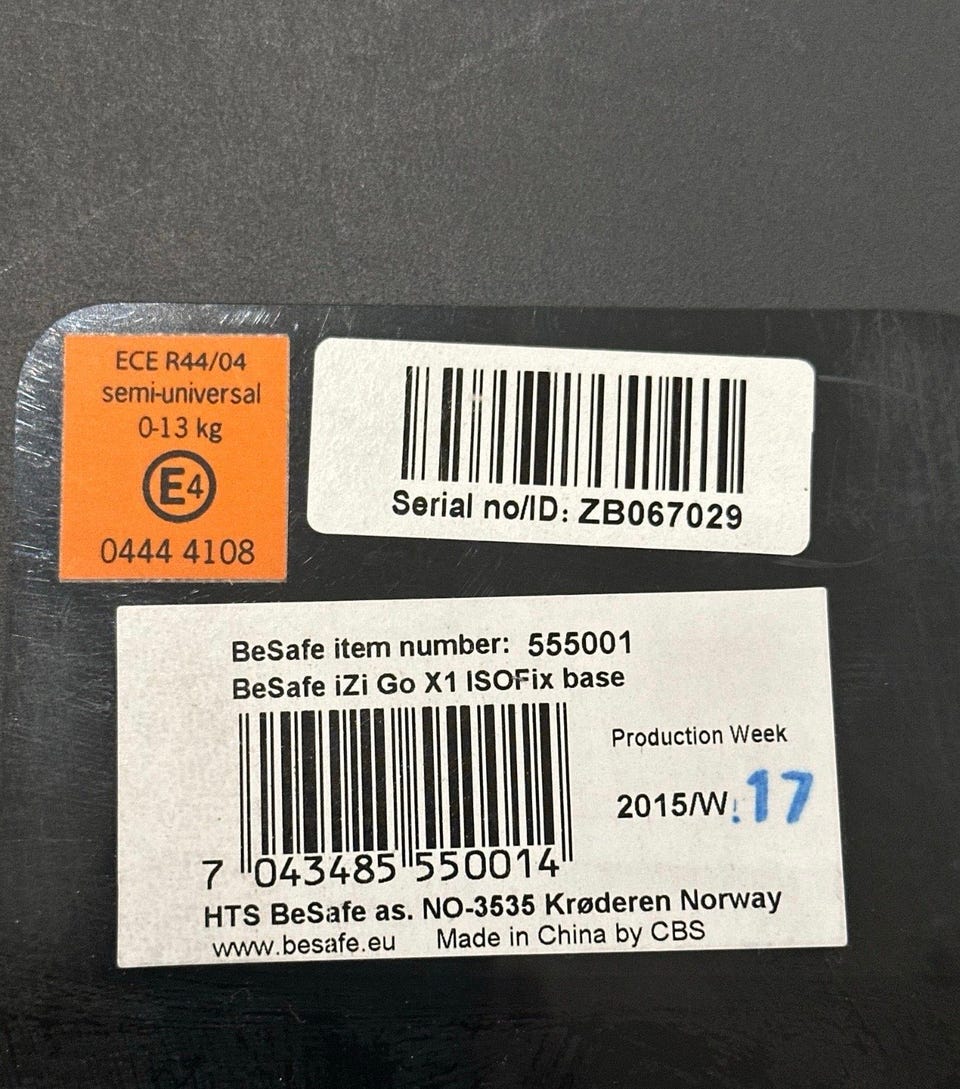 ECE R44/04
semi-universal
0-13 kg
E4
0444 4108
Serial no/ID: ZB067029
BeSafe item number: 555001
BeSafe iZi Go X1 ISOFix base
Production Week
2015/W. 17
7 043485 550014
HTS BeSafe as. NO-3535 Krøderen Norway
www.besafe.eu Made in China by CBS